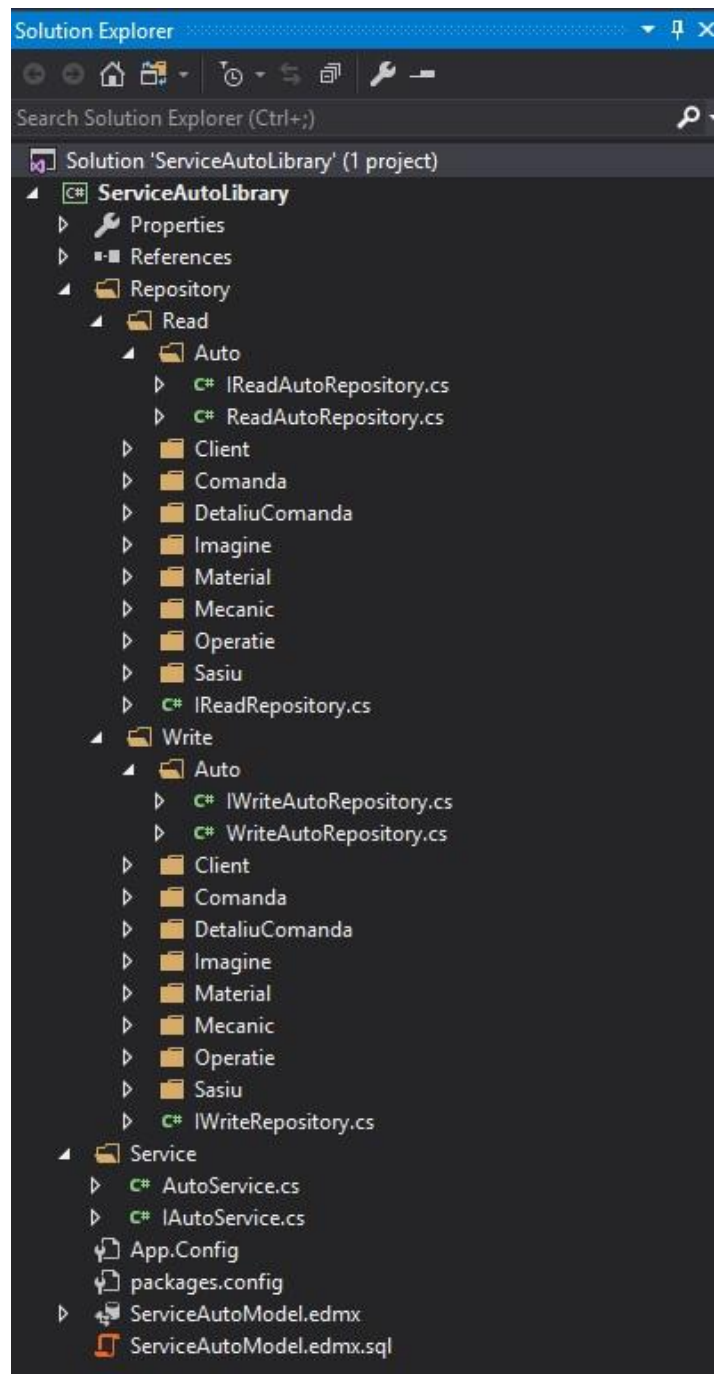 Solution Explorer
Search Solution Explorer (Ctrl+;)
Solution 'ServiceAutoLibrary' (1 project)
C# ServiceAutoLibrary
Properties
References
Repository
Read
Auto
C# IReadAutoRepository.cs
C# ReadAutoRepository.cs
Client
Comanda
DetaliuComanda
Imagine
Material
Mecanic
Operatie
Sasiu
C# IReadRepository.cs
Write
Auto
C# IWriteAutoRepository.cs
C# WriteAutoRepository.cs
Client
Comanda
DetaliuComanda
Imagine
Material
Mecanic
Operatie
Sasiu
C# IWriteRepository.cs
Service
C# AutoService.cs
C# IAutoService.cs
App.Config
packages.config
ServiceAutoModel.edmx
ServiceAutoModel.edmx.sql